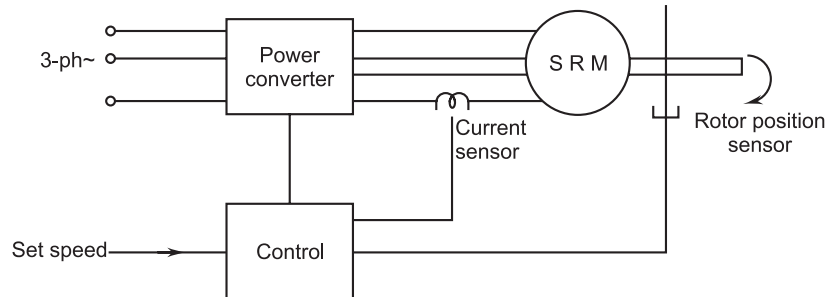 3-ph~
Power
converter
S R M
Current
sensor
Rotor position
sensor
Set speed
Control